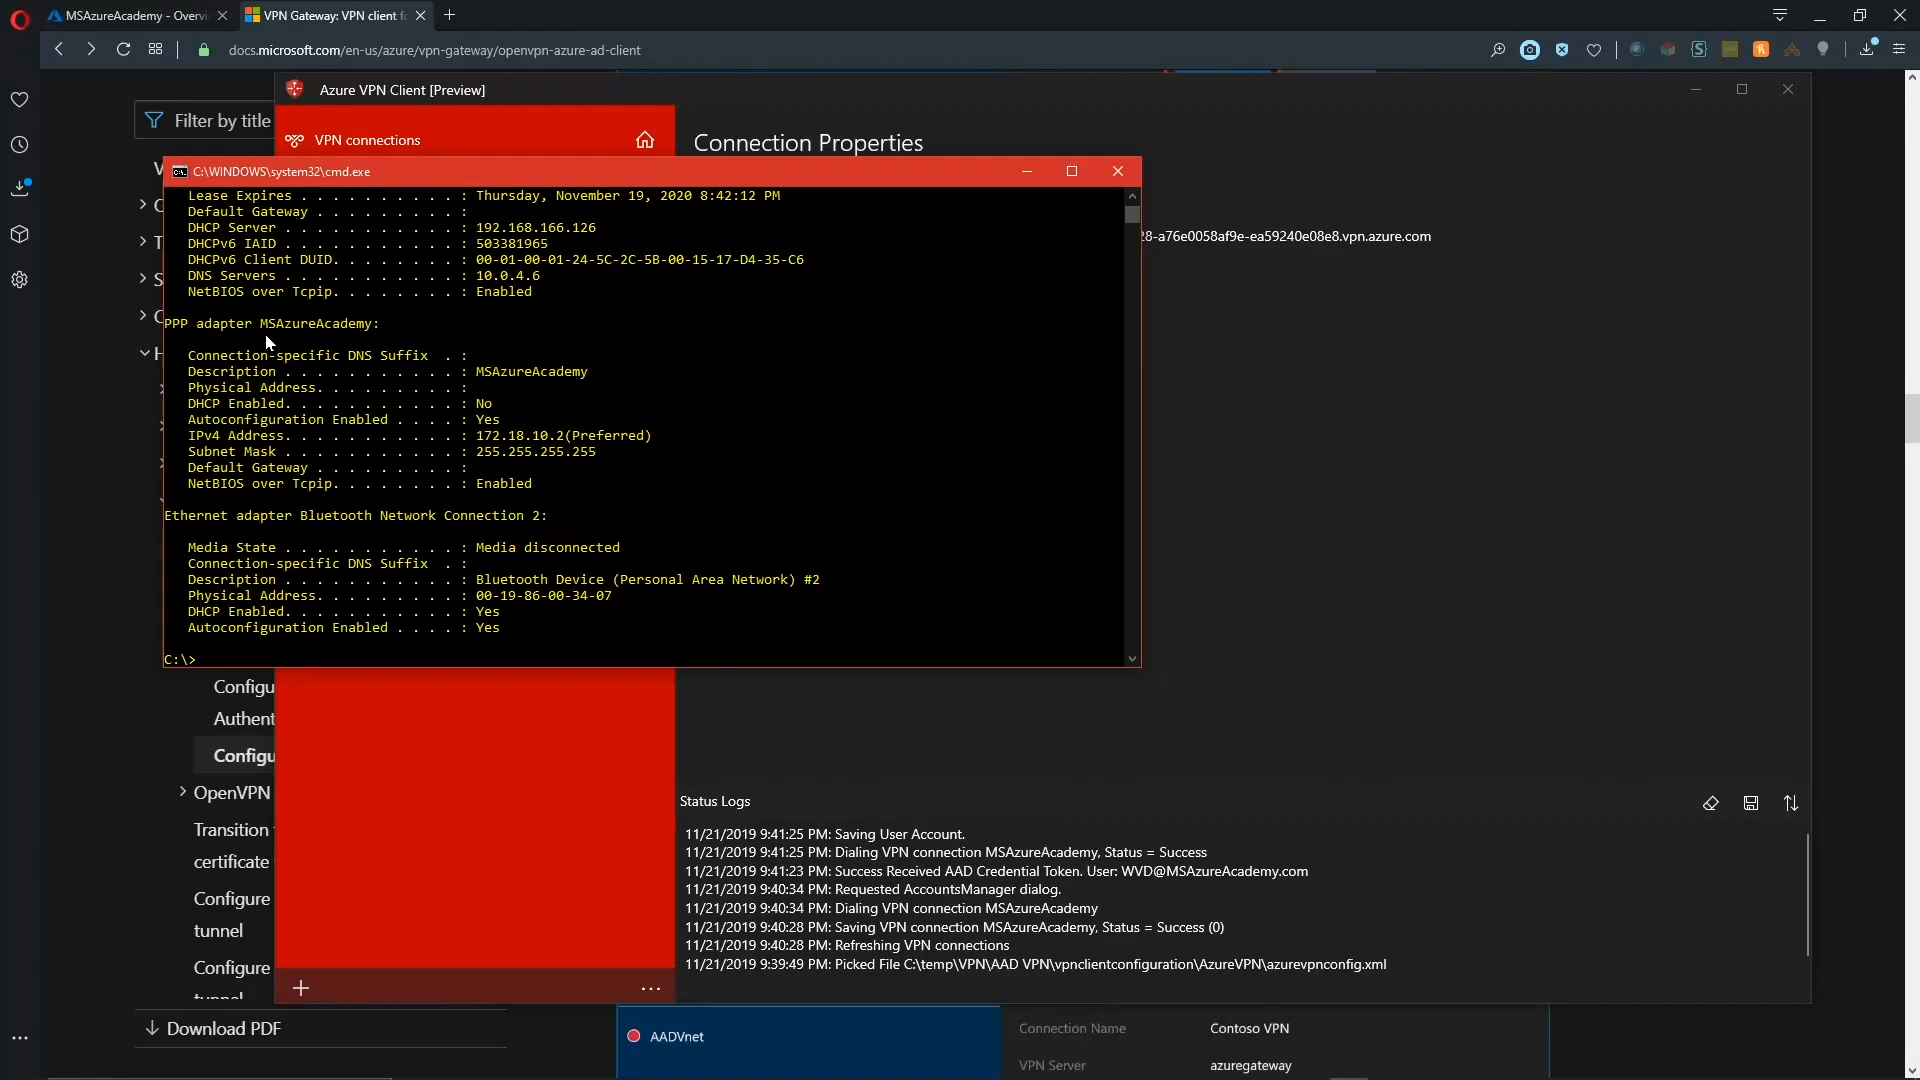 MSAzureAcademy - Overvi
VPN Gateway: VPN client f
docs.microsoft.com/en-us/azure/vpn-gateway/openvpn-azure-ad-client
Filter by title
Azure VPN Client [Preview]
VPN connections
Connection Properties
28-a76e0058af9e-ea59240e08e8.vpn.azure.com
C:\WINDOWS\system32\cmd.exe
Lease Expires . . . . . . . . . . : Thursday, November 19, 2020 8:42:12 PM
Default Gateway . . . . . . . . . :
DHCP Server . . . . . . . . . . . : 192.168.166.126
DHCPv6 IAID . . . . . . . . . . . : 503381965
DHCPv6 Client DUID. . . . . . . . : 00-01-00-01-24-5C-2C-5B-00-15-17-D4-35-C6
DNS Servers . . . . . . . . . . . : 10.0.4.6
NetBIOS over Tcpip. . . . . . . . : Enabled
PPP adapter MSAzureAcademy:
Connection-specific DNS Suffix . :
Description . . . . . . . . . . . : MSAzureAcademy
Physical Address. . . . . . . . . :
DHCP Enabled. . . . . . . . . . . : No
Autoconfiguration Enabled . . . . : Yes
IPv4 Address. . . . . . . . . . . : 172.18.10.2(Preferred)
Subnet Mask . . . . . . . . . . . : 255.255.255.255
Default Gateway . . . . . . . . . :
NetBIOS over Tcpip. . . . . . . . : Enabled
Ethernet adapter Bluetooth Network Connection 2:
Media State . . . . . . . . . . . : Media disconnected
Connection-specific DNS Suffix . :
Description . . . . . . . . . . . : Bluetooth Device (Personal Area Network) #2
Physical Address. . . . . . . . . : 00-19-86-00-34-07
DHCP Enabled. . . . . . . . . . . : Yes
Autoconfiguration Enabled . . . . : Yes
C:\>
Configu
Authent
Configu
OpenVPN
Transition
certificate
Configure
tunnel
Configure
tunnel
Download PDF
Status Logs
11/21/2019 9:41:25 PM: Saving User Account.
11/21/2019 9:41:25 PM: Dialing VPN connection MSAzureAcademy, Status = Success
11/21/2019 9:41:23 PM: Success Received AAD Credential Token. User: WVD@MSAzureAcademy.com
11/21/2019 9:40:34 PM: Requested AccountsManager dialog.
11/21/2019 9:40:34 PM: Dialing VPN connection MSAzureAcademy
11/21/2019 9:40:28 PM: Saving VPN connection MSAzureAcademy, Status = Success (0)
11/21/2019 9:40:28 PM: Refreshing VPN connections
11/21/2019 9:39:49 PM: Picked File C:\temp\VPN\AAD VPN\vpnclientconfiguration\AzureVPN\azurevpnconfig.xml
AADVnet
Connection Name Contoso VPN
VPN Server azuregateway